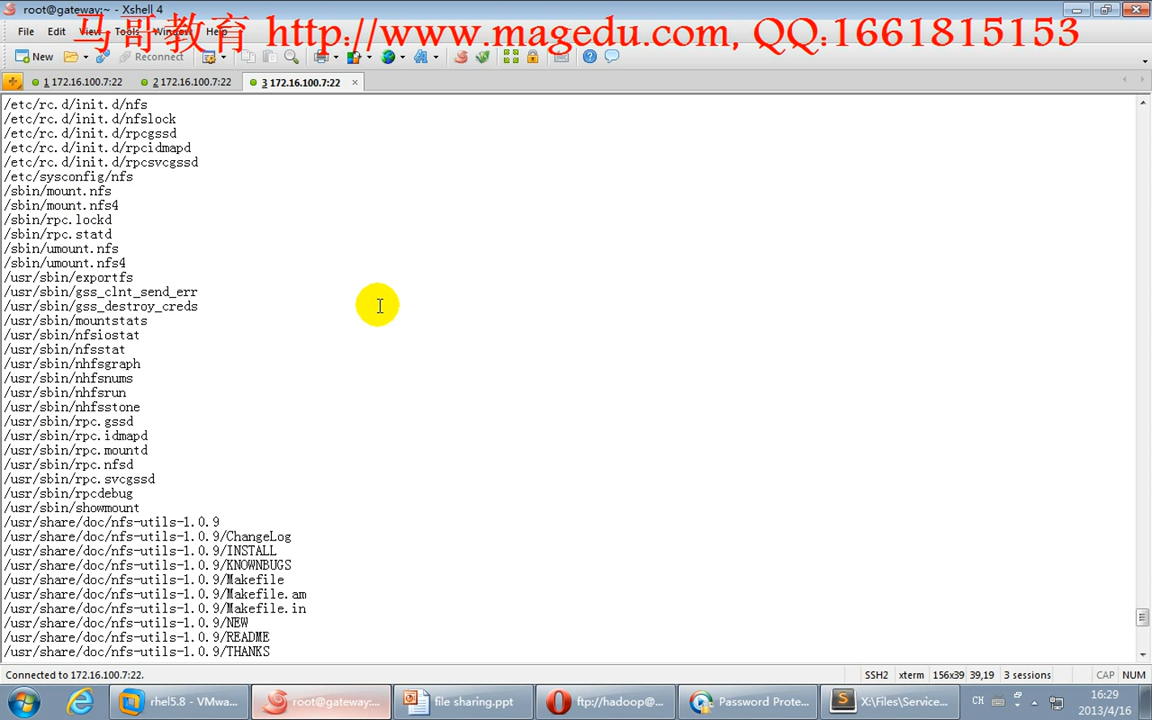 root@gateway:~ - Xshell 4
File Edit View Tools Window Help
马哥教育 http://www.magedu.com, QQ:1661815153
New Reconnect
1 172.16.100.7:22 2 172.16.100.7:22 3 172.16.100.7:22
/etc/rc.d/init.d/nfs
/etc/rc.d/init.d/nfslock
/etc/rc.d/init.d/rpcgssd
/etc/rc.d/init.d/rpcidmapd
/etc/rc.d/init.d/rpcsvcgssd
/etc/sysconfig/nfs
/sbin/mount.nfs
/sbin/mount.nfs4
/sbin/rpc.lockd
/sbin/rpc.statd
/sbin/umount.nfs
/sbin/umount.nfs4
/usr/sbin/exportfs
/usr/sbin/gss_clnt_send_err
/usr/sbin/gss_destroy_creds
/usr/sbin/mountstats
/usr/sbin/nfsiostat
/usr/sbin/nfsstat
/usr/sbin/nhfsgraph
/usr/sbin/nhfsnums
/usr/sbin/nhfsrun
/usr/sbin/nhfsstone
/usr/sbin/rpc.gssd
/usr/sbin/rpc.idmapd
/usr/sbin/rpc.mountd
/usr/sbin/rpc.nfsd
/usr/sbin/rpc.svcgssd
/usr/sbin/rpcdebug
/usr/sbin/showmount
/usr/share/doc/nfs-utils-1.0.9
/usr/share/doc/nfs-utils-1.0.9/ChangeLog
/usr/share/doc/nfs-utils-1.0.9/INSTALL
/usr/share/doc/nfs-utils-1.0.9/KNOWNBUGS
/usr/share/doc/nfs-utils-1.0.9/Makefile
/usr/share/doc/nfs-utils-1.0.9/Makefile.am
/usr/share/doc/nfs-utils-1.0.9/Makefile.in
/usr/share/doc/nfs-utils-1.0.9/NEW
/usr/share/doc/nfs-utils-1.0.9/README
/usr/share/doc/nfs-utils-1.0.9/THANKS
Connected to 172.16.100.7:22. SSH2 xterm 156x39 39,19 3 sessions CAP NUM
rhel5.8 - VMwa... root@gateway:... file sharing.ppt ftp://hadoop@... Password Prote... X:\Files\Service... CH 16:29
2013/4/16